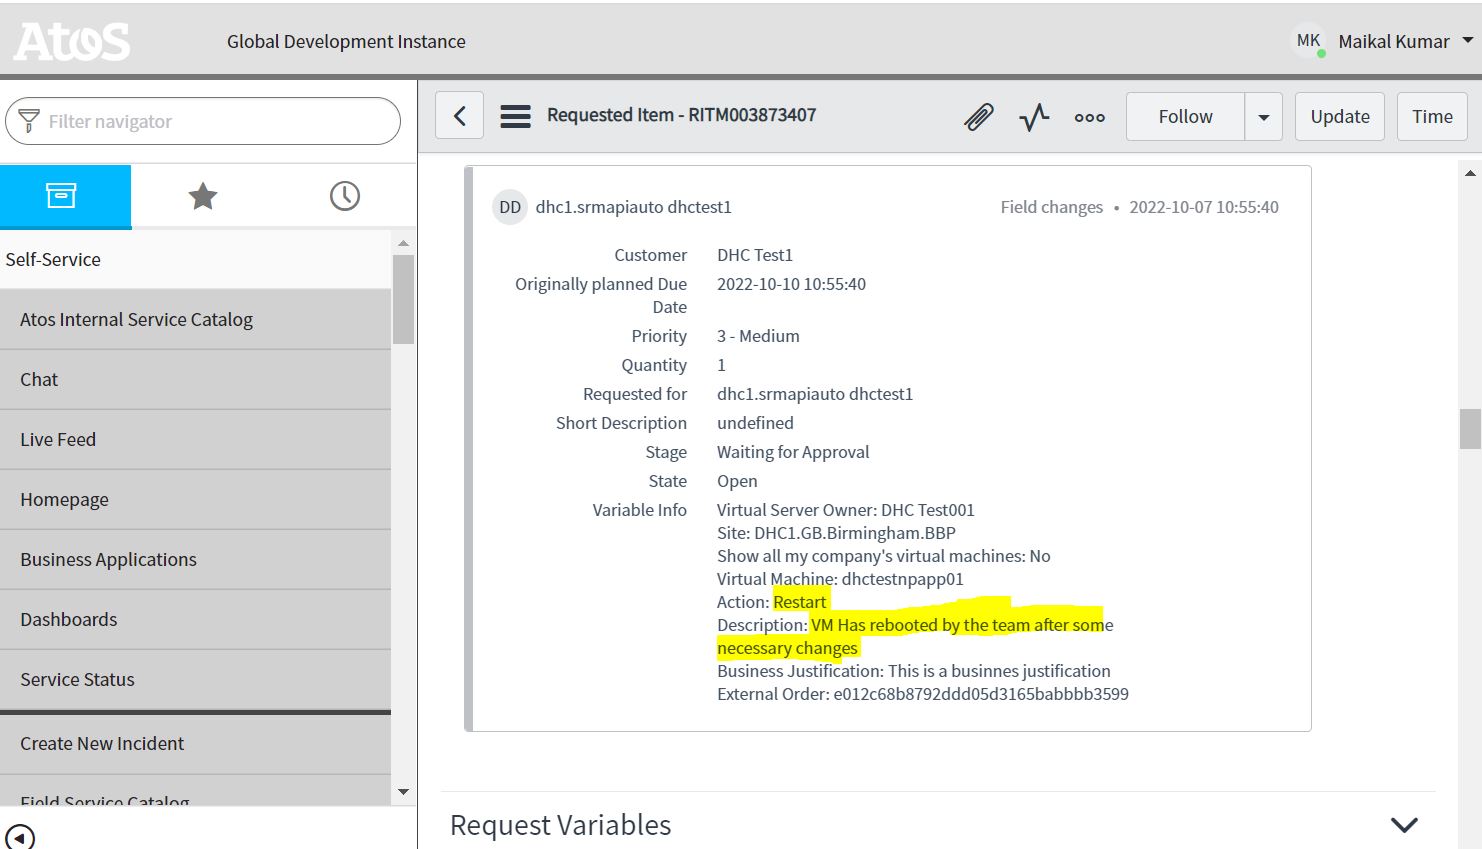 Atos
Global Development Instance
MK
Maikal Kumar
Filter navigator
Requested Item - RITM003873407
Follow
Update
Time
Self-Service
Atos Internal Service Catalog
Chat
Live Feed
Homepage
Business Applications
Dashboards
Service Status
Create New Incident
Field Service Catalog
DD
dhc1.srmapiauto dhctest1
Field changes • 2022-10-07 10:55:40
Customer DHC Test1
Originally planned Due 2022-10-10 10:55:40
Date
Priority 3 - Medium
Quantity 1
Requested for dhc1.srmapiauto dhctest1
Short Description undefined
Stage Waiting for Approval
State Open
Variable Info Virtual Server Owner: DHC Test001
Site: DHC1.GB.Birmingham.BBP
Show all my company's virtual machines: No
Virtual Machine: dhctestnpapp01
Action: Restart
Description: VM Has rebooted by the team after some
necessary changes
Business Justification: This is a businnes justification
External Order: e012c68b8792ddd05d3165babbbb3599
Request Variables